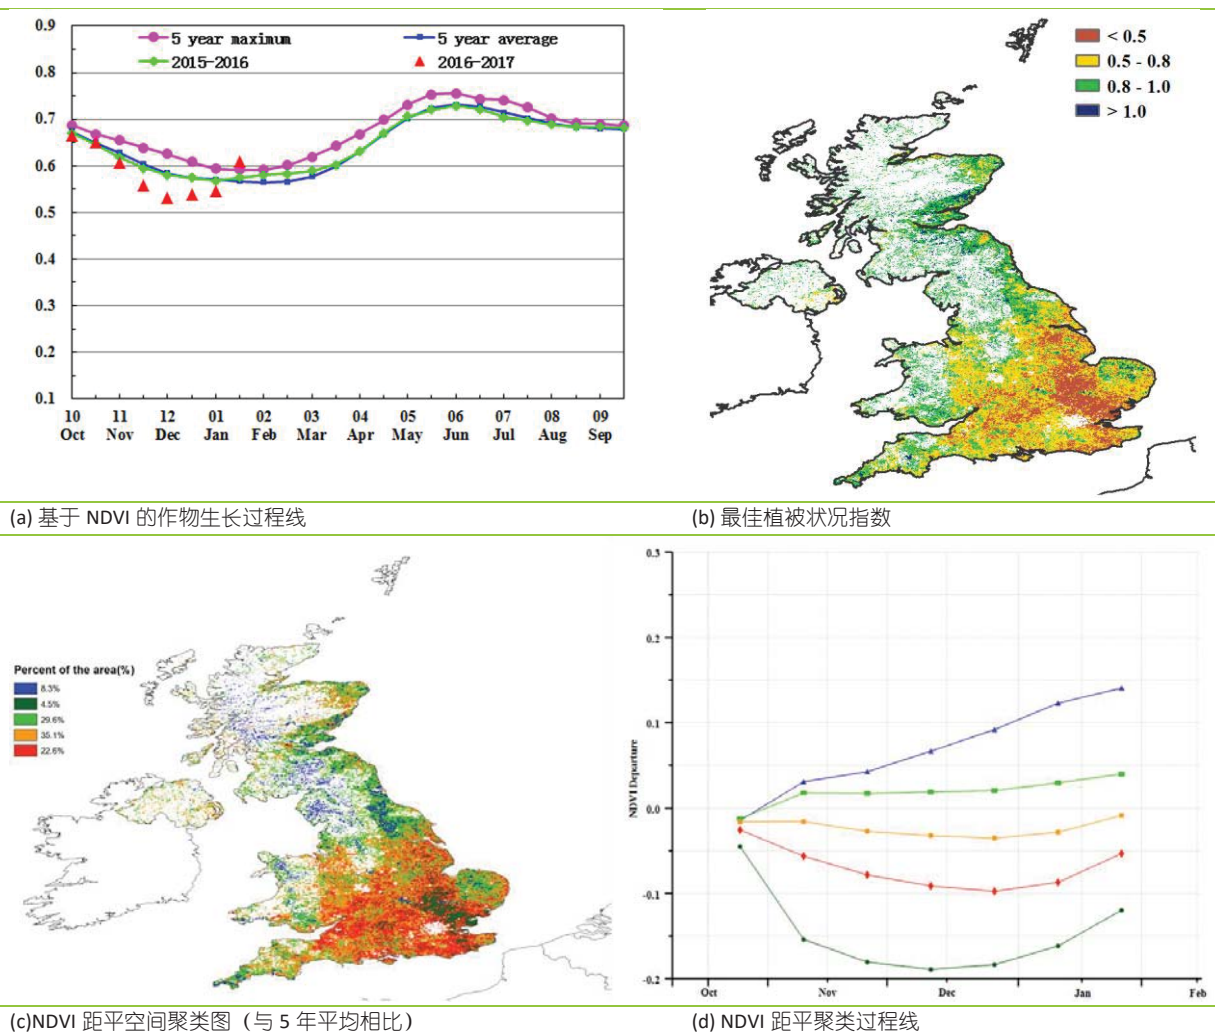 0.9
0.8
0.7
0.6
0.5
0.4
0.3
0.2
0.1
5 year maximum
5 year average
2015-2016
2016-2017
10 11 12 01 02 03 04 05 06 07 08 09
Oct Nov Dec Jan Feb Mar Apr May Jun Jul Aug Sep
< 0.5
0.5 - 0.8
0.8 - 1.0
> 1.0
(a) 基于 NDVI 的作物生长过程线
(b) 最佳植被状况指数
Percent of the area(%)
8.3%
4.5%
29.6%
35.1%
22.6%
0.3
0.2
0.1
0.0
-0.1
-0.2
NDVI Departure
Oct Nov Dec Jan Feb
(c)NDVI 距平空间聚类图（与 5 年平均相比）
(d) NDVI 距平聚类过程线